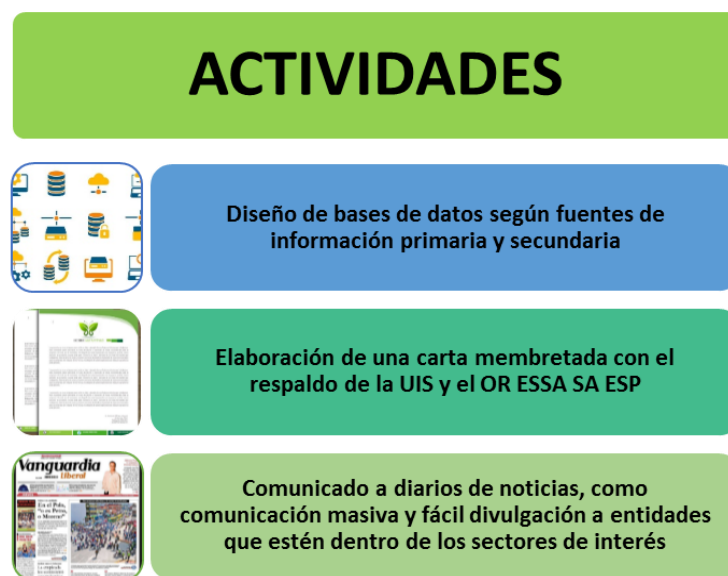 ACTIVIDADES
Diseño de bases de datos según fuentes de
información primaria y secundaria
Elaboración de una carta membretada con el
respaldo de la UIS y el OR ESSA SA ESP
Vanguardia
Liberal
Comunicado a diarios de noticias, como
comunicación masiva y fácil divulgación a entidades
que estén dentro de los sectores de interés